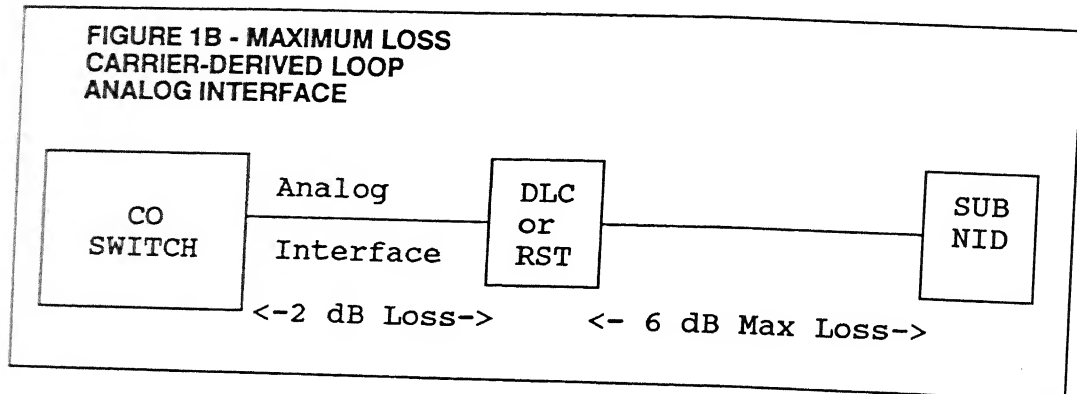 FIGURE 1B - MAXIMUM LOSS
CARRIER-DERIVED LOOP
ANALOG INTERFACE
CO
SWITCH
Analog
Interface
<-2 dB Loss->
DLC
or
RST
<- 6 dB Max Loss->
SUB
NID